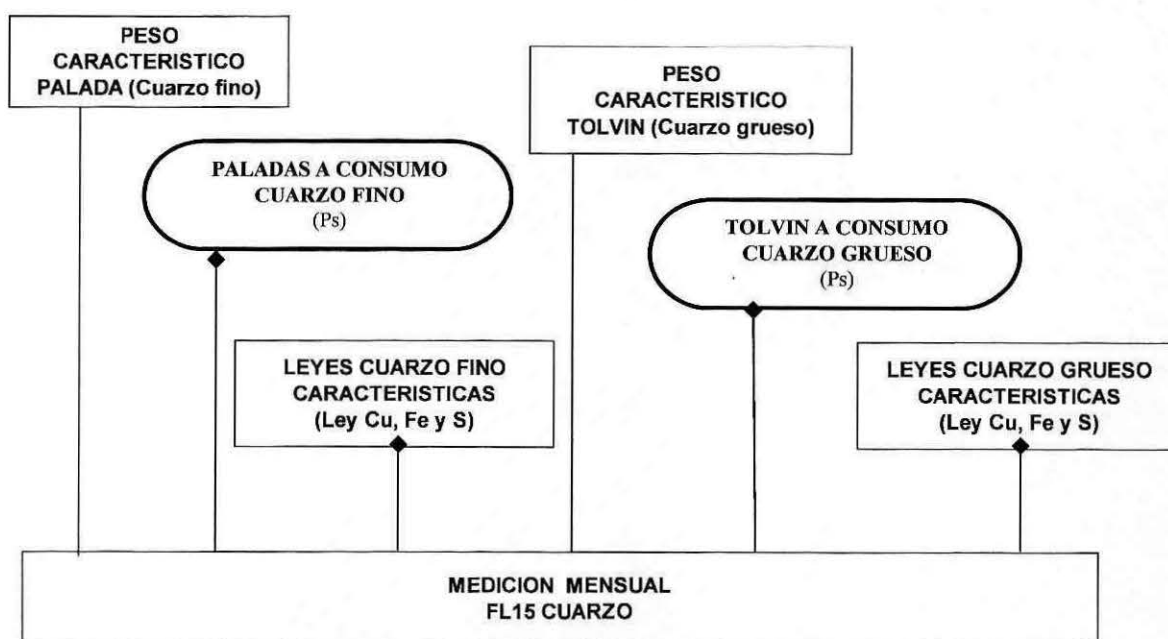 PESO
CARACTERISTICO
PALADA (Cuarzo fino)
PESO
CARACTERISTICO
TOLVIN (Cuarzo grueso)
PALADAS A CONSUMO
CUARZO FINO
(Ps)
TOLVIN A CONSUMO
CUARZO GRUESO
(Ps)
LEYES CUARZO FINO
CARACTERISTICAS
(Ley Cu, Fe y S)
LEYES CUARZO GRUESO
CARACTERISTICAS
(Ley Cu, Fe y S)
MEDICION MENSUAL
FL15 CUARZO